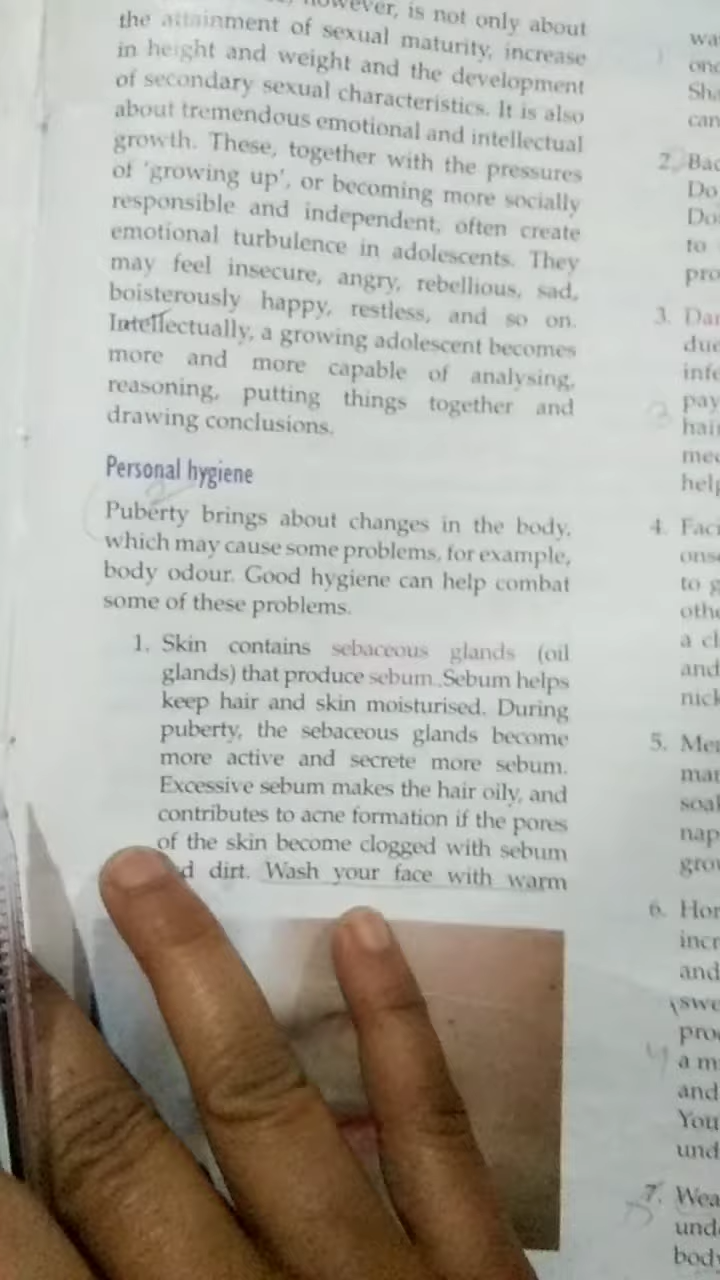 however, is not only about
the attainment of sexual maturity, increase
in height and weight and the development
of secondary sexual characteristics. It is also
about tremendous emotional and intellectual
growth. These, together with the pressures
of 'growing up', or becoming more socially
responsible and independent, often create
emotional turbulence in adolescents. They
may feel insecure, angry, rebellious, sad,
boisterously happy, restless, and so on.
Intellectually, a growing adolescent becomes
more and more capable of analysing,
reasoning, putting things together and
drawing conclusions.
Personal hygiene
Puberty brings about changes in the body,
which may cause some problems, for example,
body odour. Good hygiene can help combat
some of these problems.
1. Skin contains sebaceous glands (oil
glands) that produce sebum. Sebum helps
keep hair and skin moisturised. During
puberty, the sebaceous glands become
more active and secrete more sebum.
Excessive sebum makes the hair oily, and
contributes to acne formation if the pores
of the skin become clogged with sebum
dirt. Wash your face with warm
can
2.
Do
to
3.
4.
to
a
and
5.
6.
and
a
and
You
7.
body